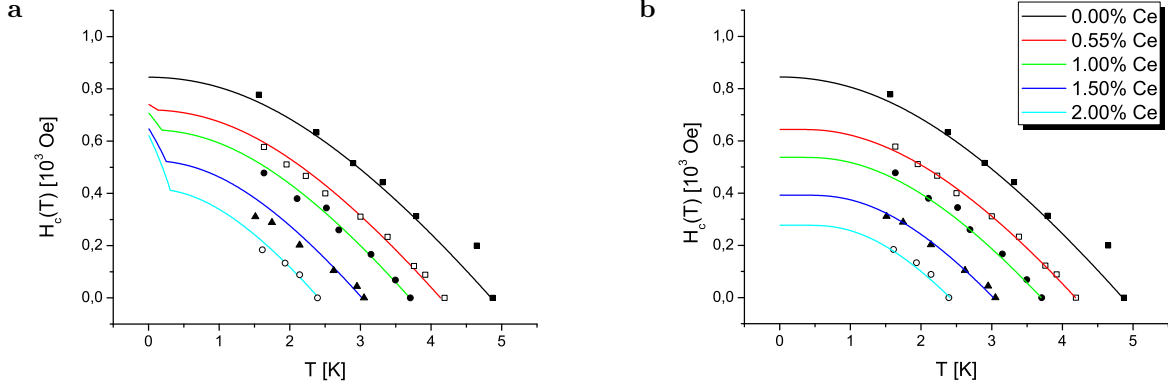 a
1,0
0,8
0,6
0,4
0,2
0,0
H_c(T) [10^3 Oe]
0 1 2 3 4 5
T [K]
b
1,0
0,8
0,6
0,4
0,2
0,0
H_c(T) [10^3 Oe]
0 1 2 3 4 5
T [K]
0.00% Ce
0.55% Ce
1.00% Ce
1.50% Ce
2.00% Ce